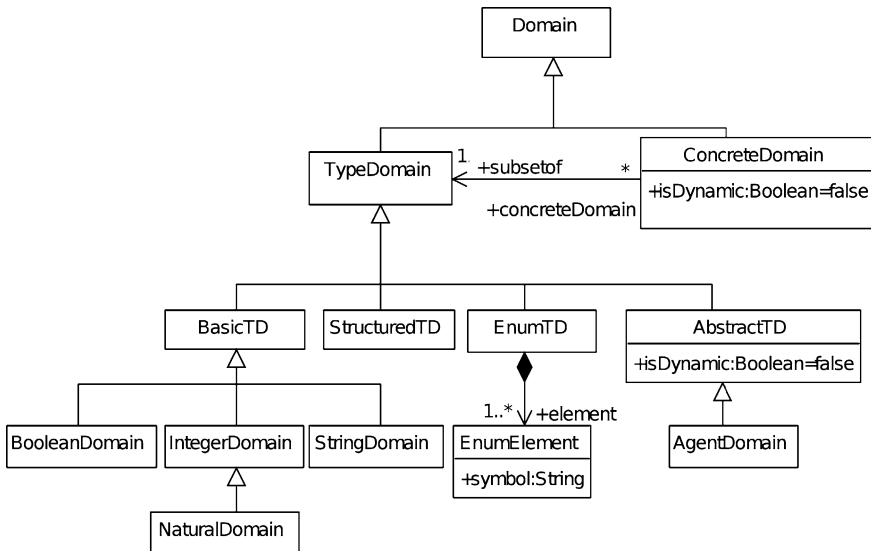 Domain
TypeDomain
1
+subsetof
*
+concreteDomain
ConcreteDomain
+isDynamic:Boolean=false
BasicTD
StructuredTD
EnumTD
AbstractTD
+isDynamic:Boolean=false
1..*
+element
BooleanDomain
IntegerDomain
StringDomain
EnumElement
+symbol:String
AgentDomain
NaturalDomain